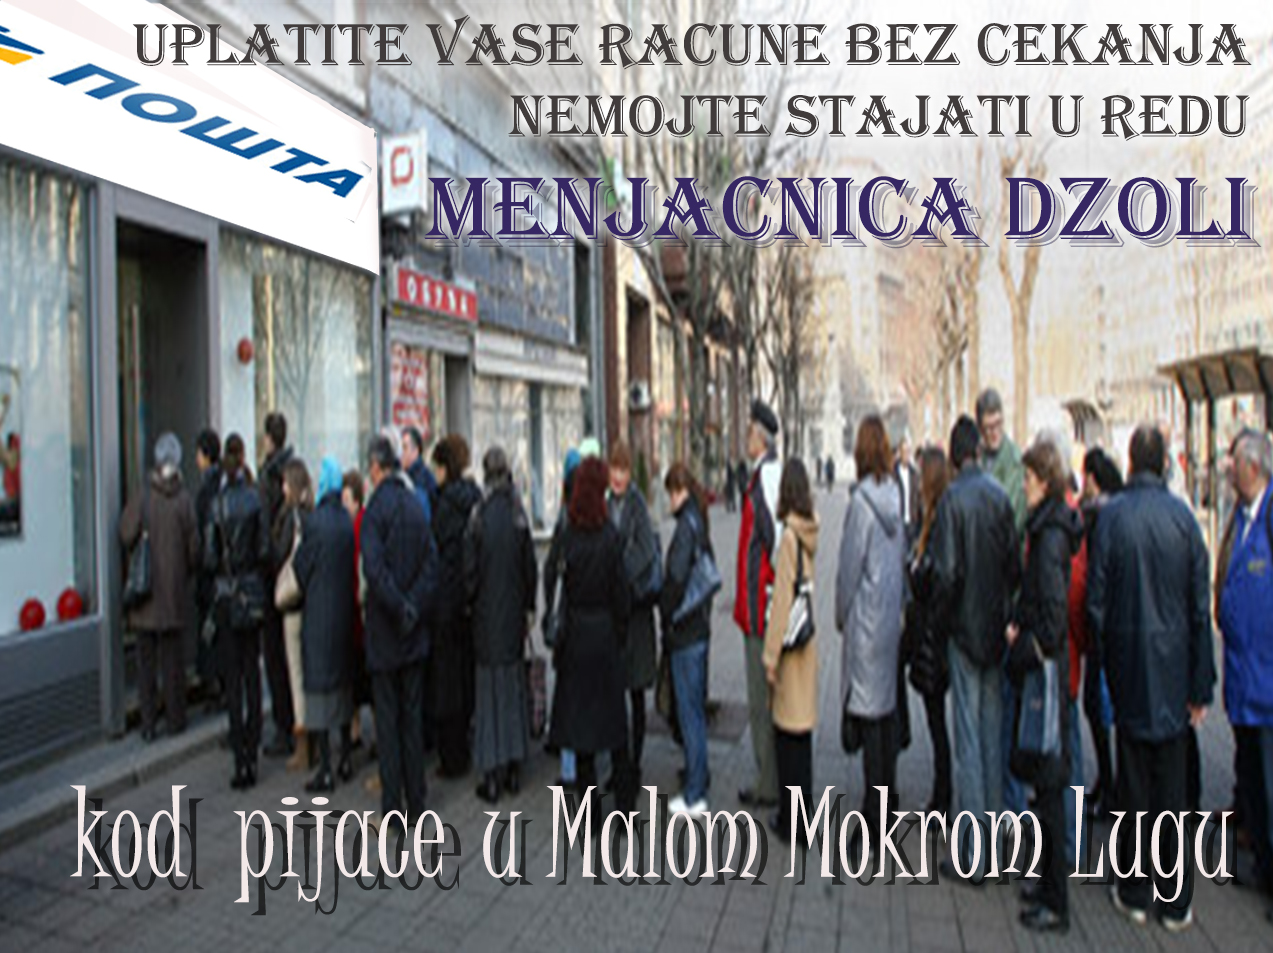 UPLATITE VASE RACUNE BEZ CEKANJA
NEMOJTE STAJATI U REDU
ПОШТА
MENJACNICA DZOLI
kod pijace u Malom Mokrom Lugu